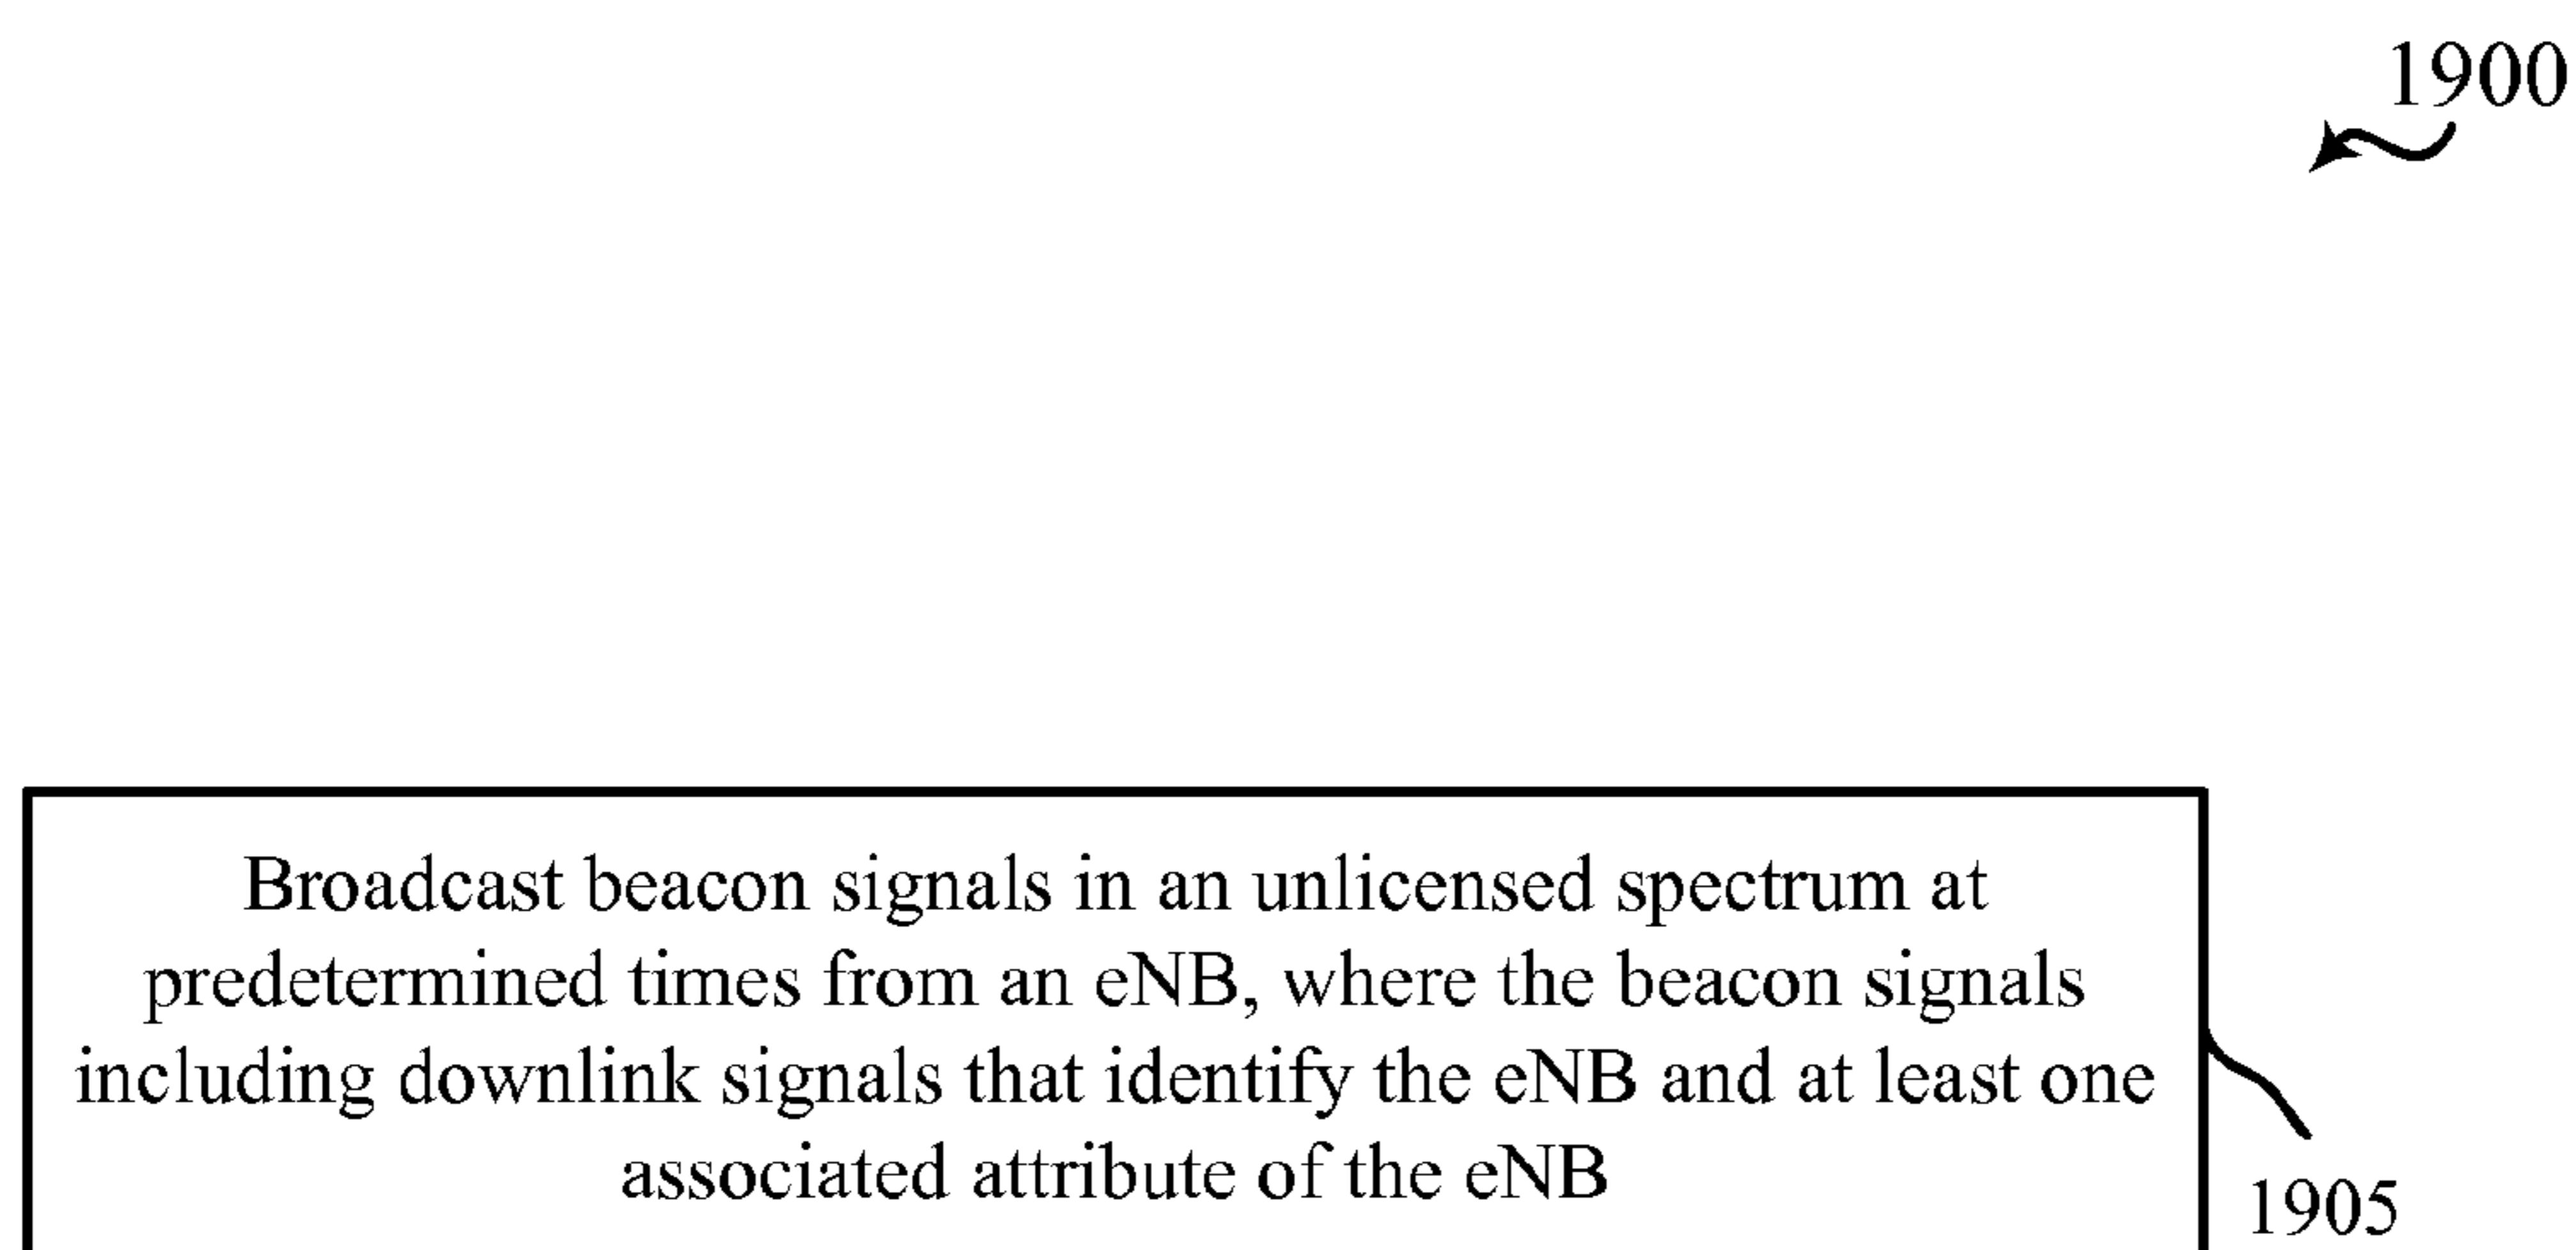 1900
Broadcast beacon signals in an unlicensed spectrum at
predetermined times from an eNB, where the beacon signals
including downlink signals that identify the eNB and at least one
associated attribute of the eNB
1905